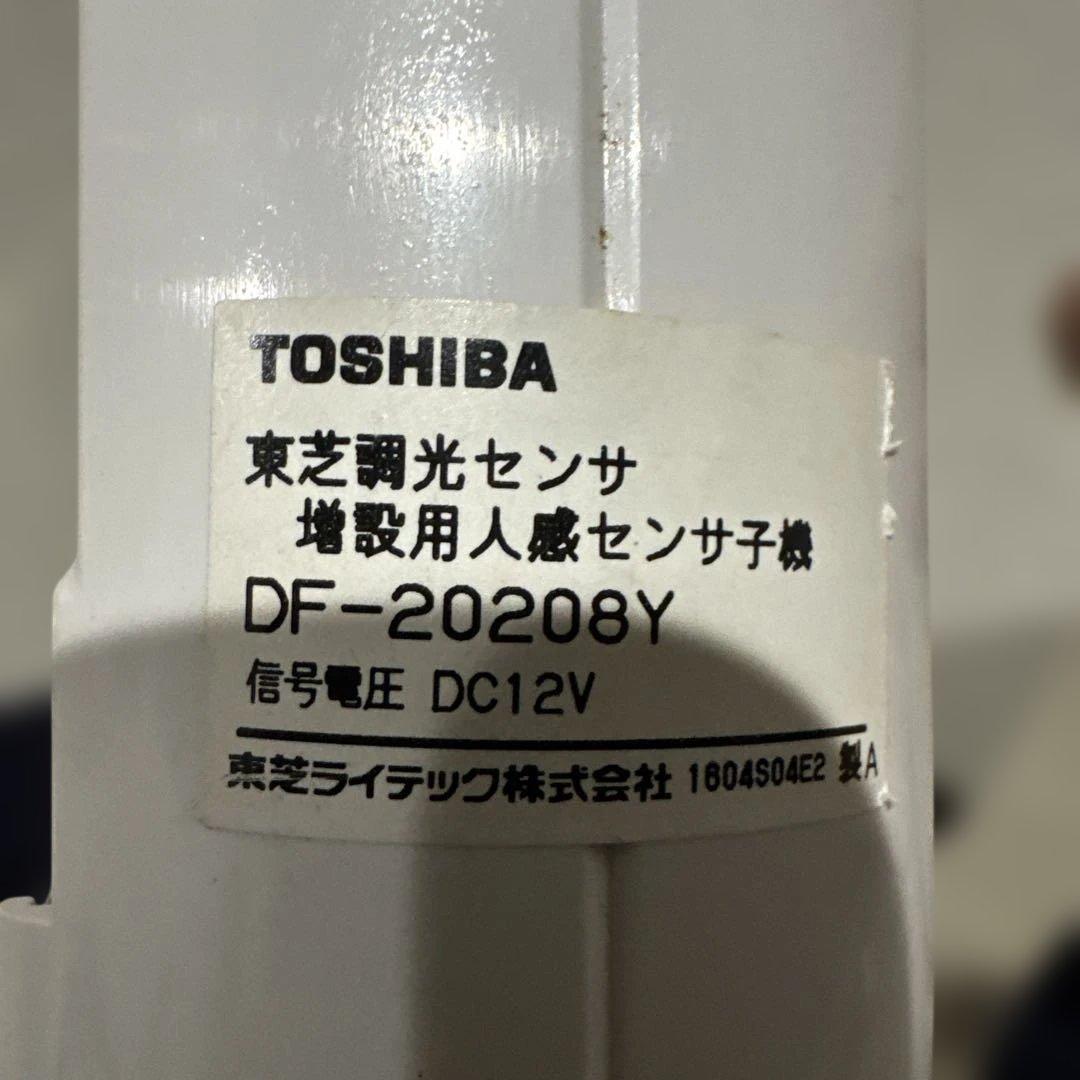 TOSHIBA
東芝調光センサ
増設用人感センサ子機
DF-20208Y
信号電圧 DC12V
東芝ライテック株式会社 1604S04E2 製A